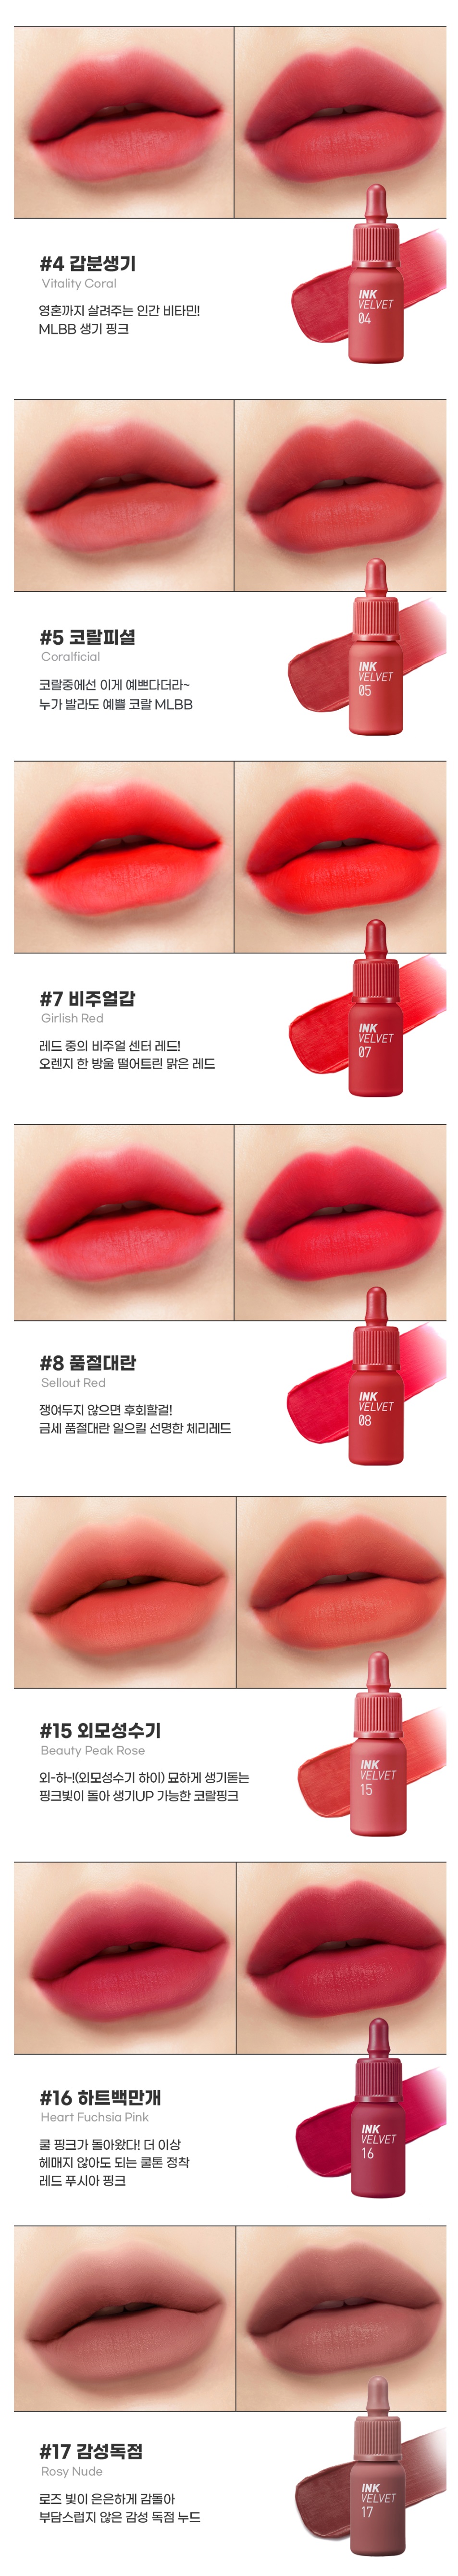 #4 갑분생기
Vitality Coral
영혼까지 살려주는 인간 비타민!
MLBB 생기 핑크
INK
VELVET
04
#5 코랄피셜
Coralficial
코랄중에선 이게 예쁘다더라~
누가 발라도 예쁠 코랄 MLBB
INK
VELVET
05
#7 비주얼갑
Girlish Red
레드 중의 비주얼 센터 레드!
오렌지 한 방울 떨어트린 맑은 레드
INK
VELVET
07
#8 품절대란
Sellout Red
쟁여두지 않으면 후회할걸!
금세 품절대란 일으킬 선명한 체리레드
INK
VELVET
08
#15 외모성수기
Beauty Peak Rose
외-하-!(외모성수기 하이) 묘하게 생기돋는
핑크빛이 돌아 생기UP 가능한 코랄핑크
INK
VELVET
15
#16 하트백만개
Heart Fuchsia Pink
쿨 핑크가 돌아왔다! 더 이상
헤매지 않아도 되는 쿨톤 정착
레드 푸시아 핑크
INK
VELVET
16
#17 감성독점
Rosy Nude
로즈 빛이 은은하게 감돌아
부담스럽지 않은 감성 독점 누드
INK
VELVET
17